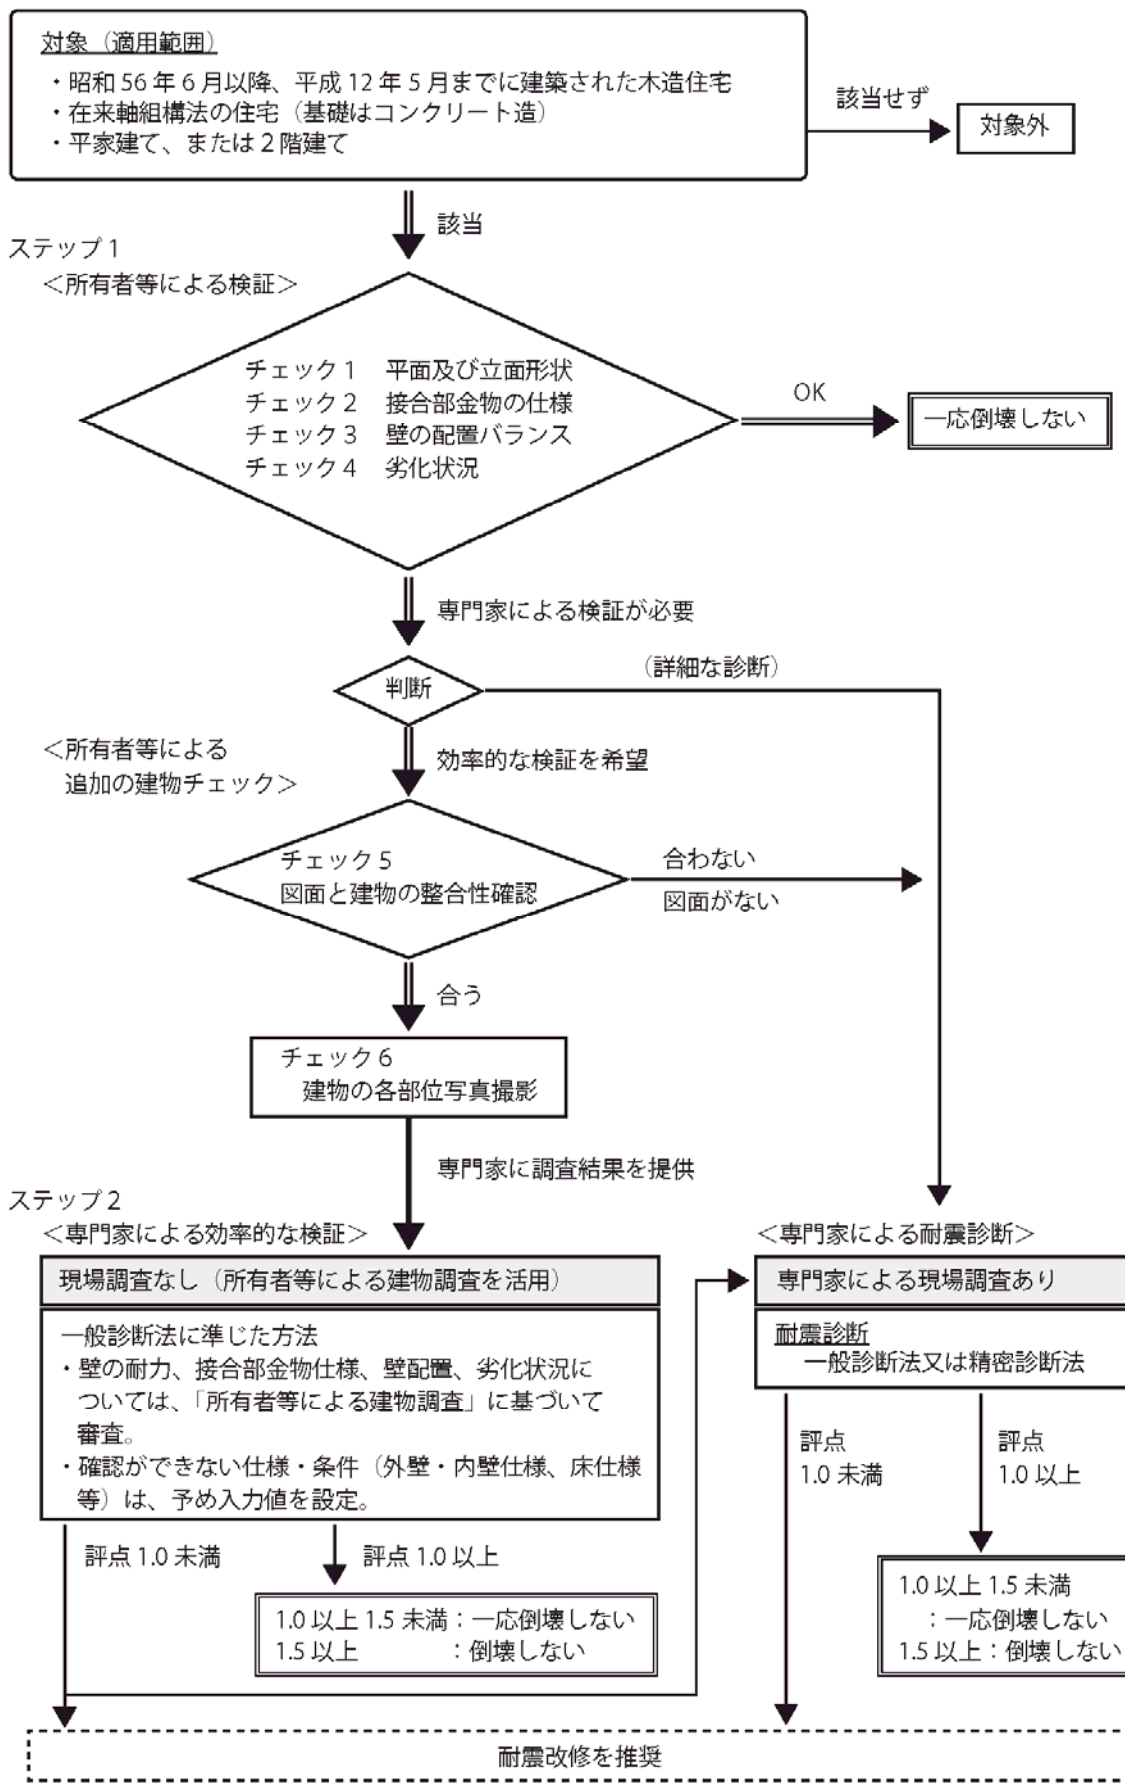 対象（適用範囲）
・昭和 56 年 6 月以降、平成 12 年 5 月までに建築された木造住宅
・在来軸組構法の住宅（基礎はコンクリート造）
・平家建て、または 2 階建て
該当せず
対象外
該当
ステップ 1
＜所有者等による検証＞
チェック 1 平面及び立面形状
チェック 2 接合部金物の仕様
チェック 3 壁の配置バランス
チェック 4 劣化状況
OK
一応倒壊しない
専門家による検証が必要
判断
（詳細な診断）
＜所有者等による
追加の建物チェック＞
効率的な検証を希望
チェック 5
図面と建物の整合性確認
合わない
図面がない
合う
チェック 6
建物の各部位写真撮影
専門家に調査結果を提供
ステップ 2
＜専門家による効率的な検証＞
現場調査なし（所有者等による建物調査を活用）
一般診断法に準じた方法
・壁の耐力、接合部金物仕様、壁配置、劣化状況に
ついては、「所有者等による建物調査」に基づいて
審査。
・確認ができない仕様・条件（外壁・内壁仕様、床仕様
等）は、予め入力値を設定。
評点 1.0 未満
評点 1.0 以上
1.0 以上 1.5 未満：一応倒壊しない
1.5 以上 ：倒壊しない
＜専門家による耐震診断＞
専門家による現場調査あり
耐震診断
一般診断法又は精密診断法
評点
1.0 未満
評点
1.0 以上
1.0 以上 1.5 未満
：一応倒壊しない
1.5 以上：倒壊しない
耐震改修を推奨